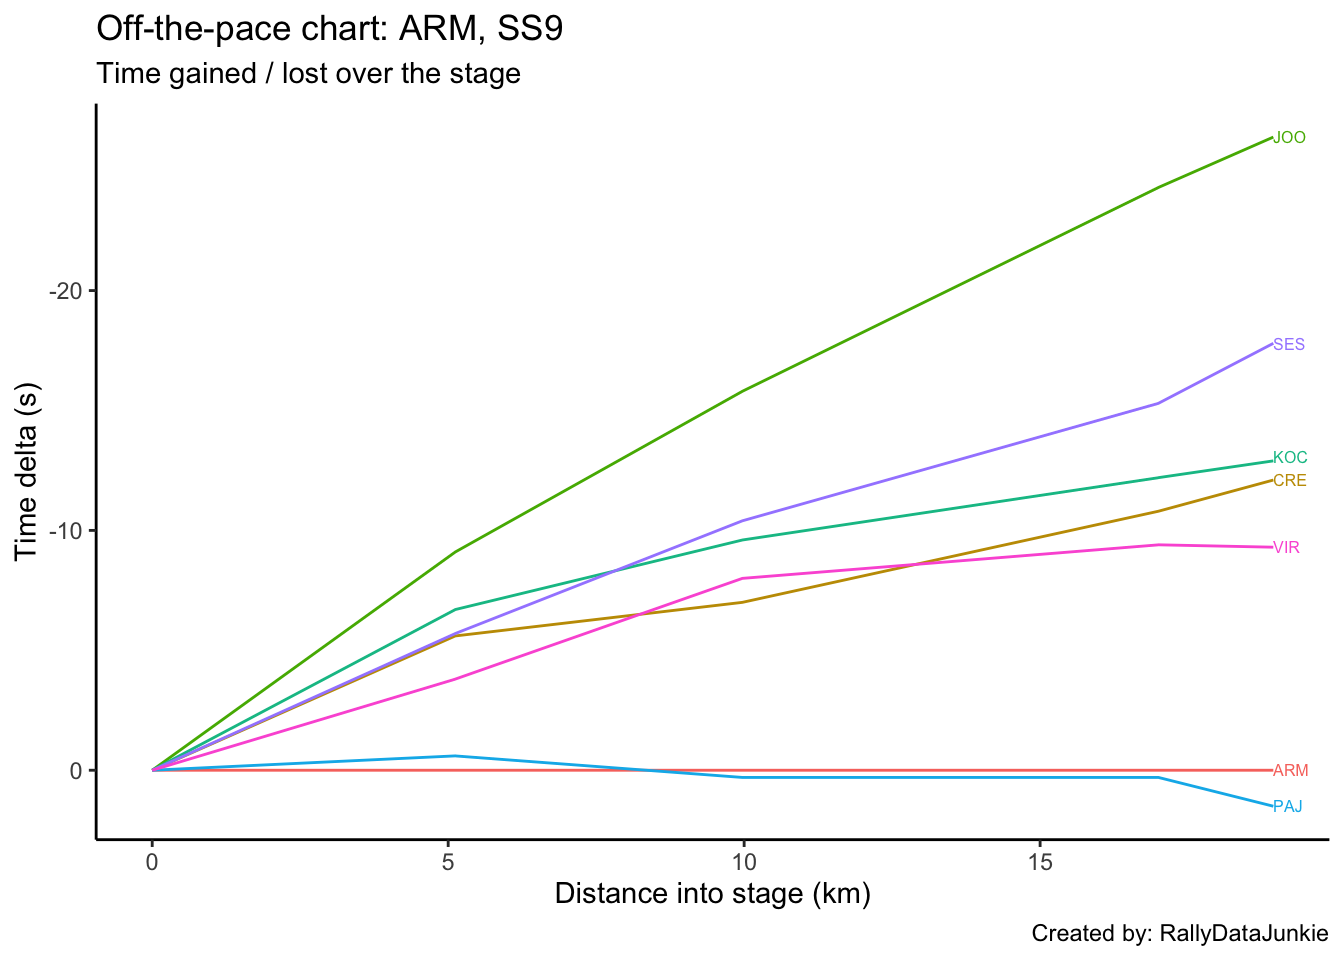 Off-the-pace chart: ARM, SS9
Time gained / lost over the stage
JOO
-20
SES
KOC
CRE
-10
VIR
Time delta (s)
0
ARM
PAJ
0 5 10 15
Distance into stage (km)
Created by: RallyDataJunkie